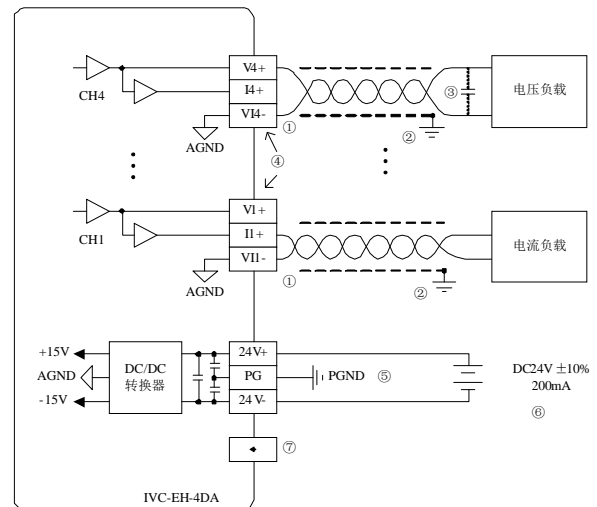 V4+
I4+
VI4-
CH4
AGND
①
②
③
电压负载
④
V1+
I1+
VI1-
CH1
AGND
①
②
电流负载
+15V
AGND
-15V
DC/DC
转换器
24V+
PG
24V-
PGND
⑤
DC24V ±10%
200mA
⑥
⑦
IVC-EH-4DA